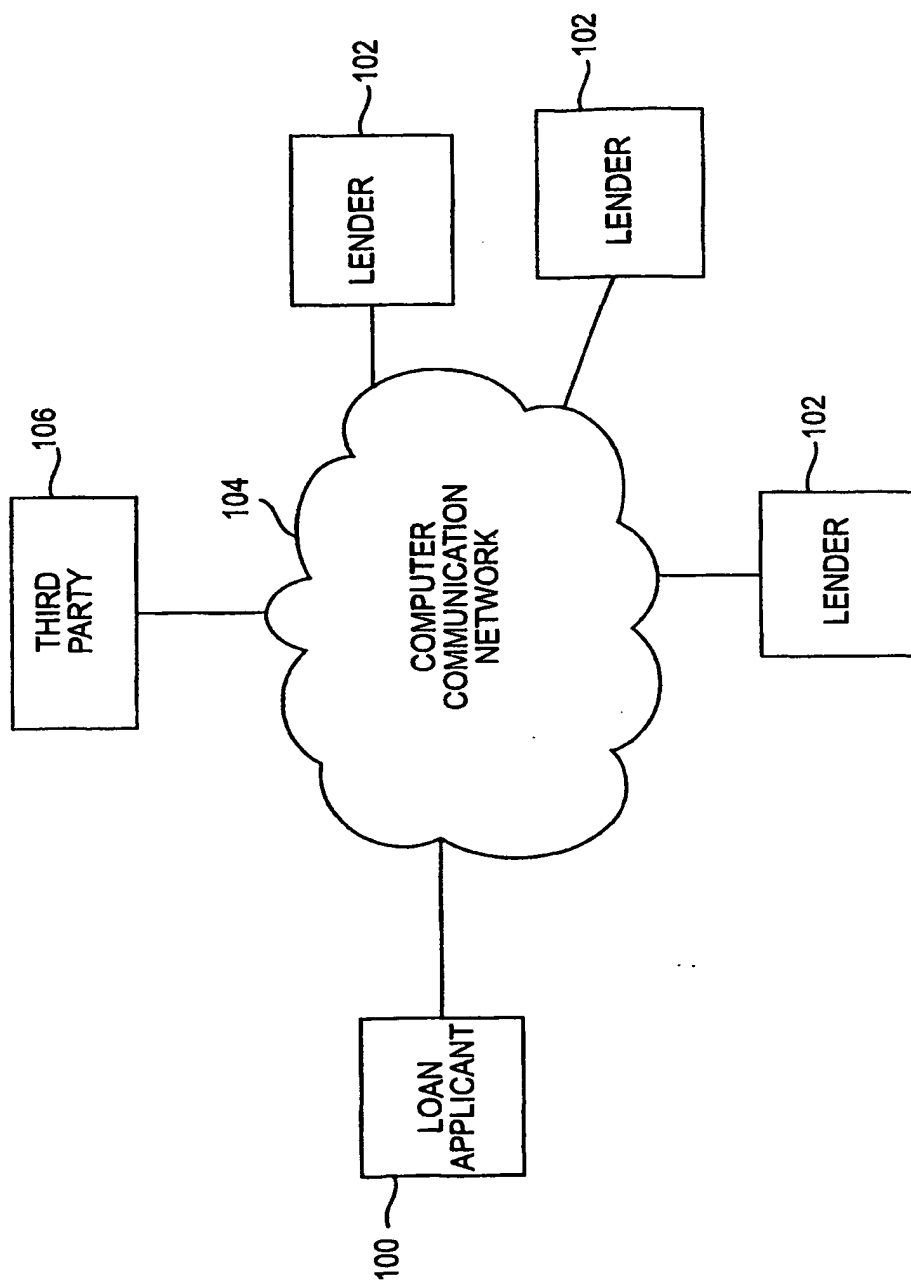 106
THIRD
PARTY
104
102
LENDER
102
LENDER
COMPUTER
COMMUNICATION
NETWORK
102
LENDER
LOAN
APPLICANT
100